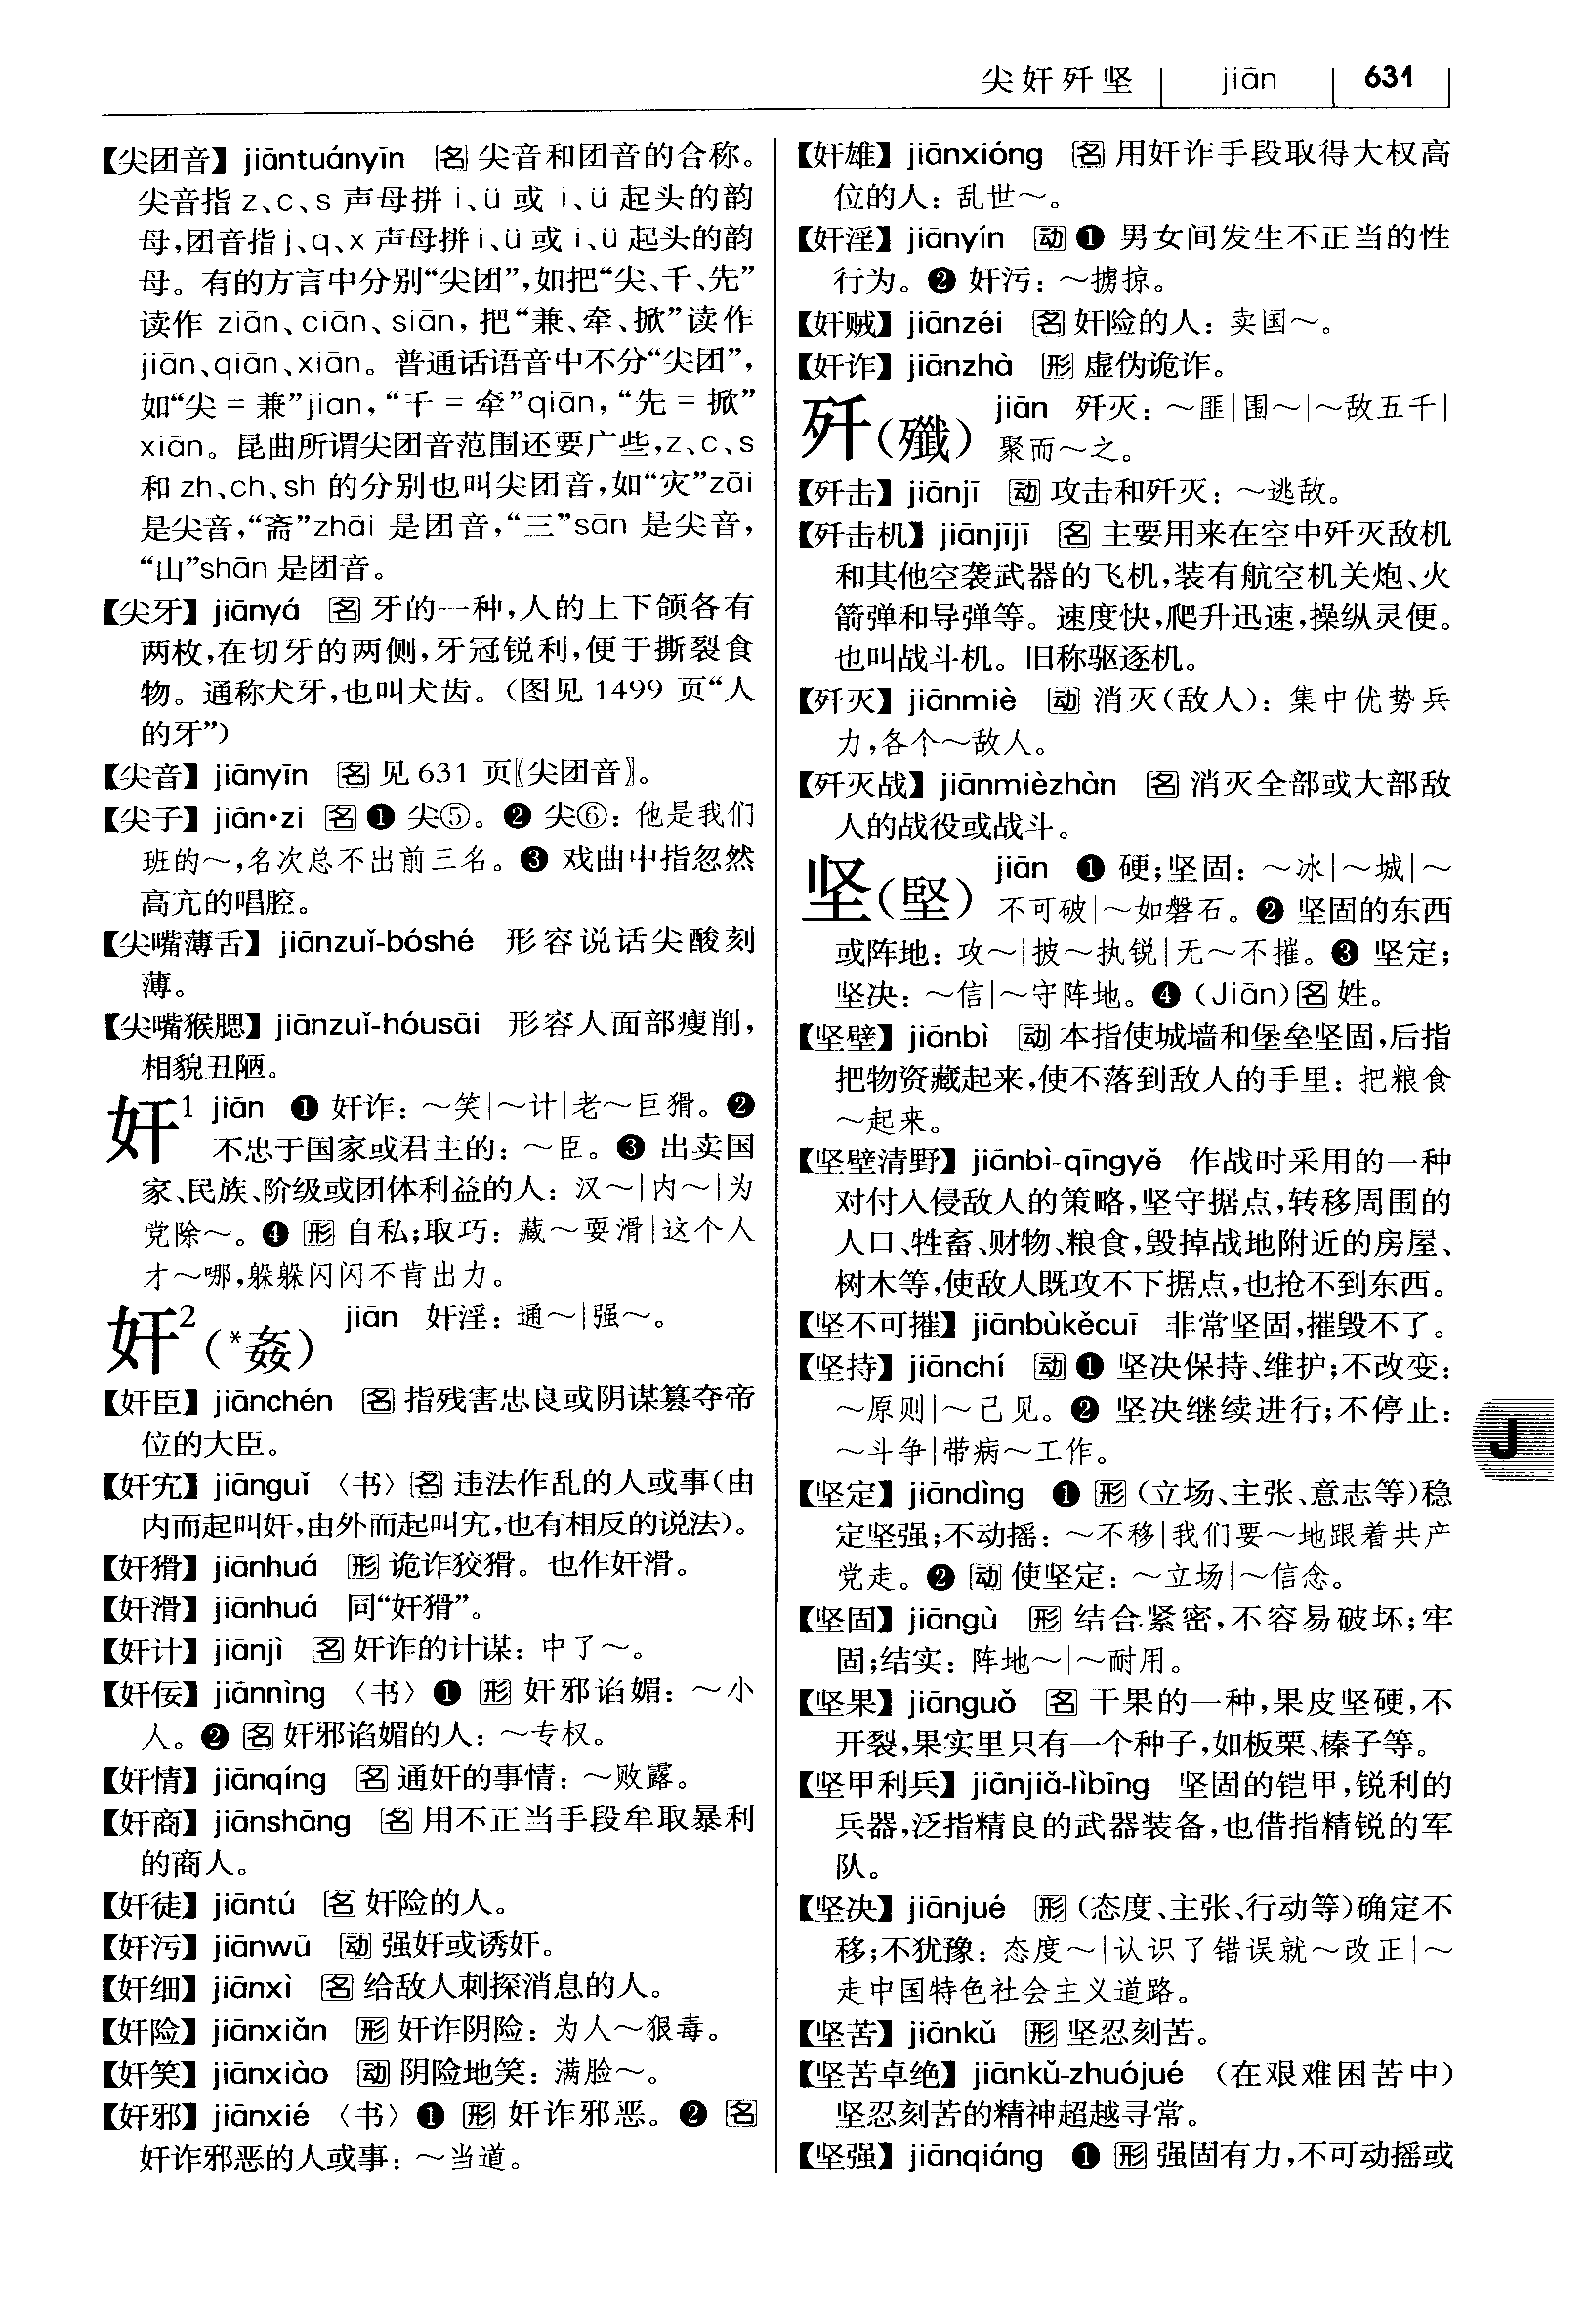 尖奸歼坚 jiān 631
【尖团音】jiāntuányīn 名 尖音和团音的合称。
尖音指 z、c、s 声母拼 i、ü 或 i、ü 起头的韵
母,团音指 j、q、x 声母拼 i、ü 或 i、ü 起头的韵
母。有的方言中分别“尖团”,如把“尖、千、先”
读作 ziān、ciān、siān,把“兼、牵、掀”读作
jiān、qiān、xiān。普通话语音中不分“尖团”,
如“尖 = 兼”jiān,“千 = 牵”qiān,“先 = 掀”
xiān。昆曲所谓尖团音范围还要广些,z、c、s
和 zh、ch、sh 的分别也叫尖团音,如“灾”zāi
是尖音,“斋”zhāi 是团音,“三”sān 是尖音,
“山”shān 是团音。
【尖牙】jiānyá 名 牙的一种,人的上下颌各有
两枚,在切牙的两侧,牙冠锐利,便于撕裂食
物。通称犬牙,也叫犬齿。(图见 1499 页“人
的牙”)
【尖音】jiānyīn 名 见 631 页〖尖团音〗。
【尖子】jiān•zi 名 ❶ 尖⑤。❷ 尖⑥:他是我们
班的～,名次总不出前三名。❸ 戏曲中指忽然
高亢的唱腔。
【尖嘴薄舌】jiānzuǐ-bóshé 形容说话尖酸刻
薄。
【尖嘴猴腮】jiānzuǐ-hóusāi 形容人面部瘦削,
相貌丑陋。
奸1 jiān ❶ 奸诈:～笑|～计|老～巨猾。❷
不忠于国家或君主的:～臣。❸ 出卖国
家、民族、阶级或团体利益的人:汉～|内～|为
党除～。❹ 形 自私;取巧:藏～耍滑|这个人
才～哪,躲躲闪闪不肯出力。
奸2(*姦) jiān 奸淫:通～|强～。
【奸臣】jiānchén 名 指残害忠良或阴谋篡夺帝
位的大臣。
【奸宄】jiānguǐ 〈书〉名 违法作乱的人或事(由
内而起叫奸,由外而起叫宄,也有相反的说法)。
【奸猾】jiānhuá 形 诡诈狡猾。也作奸滑。
【奸滑】jiānhuá 同“奸猾”。
【奸计】jiānjì 名 奸诈的计谋:中了～。
【奸佞】jiānnìng 〈书〉❶ 形 奸邪谄媚:～小
人。❷ 名 奸邪谄媚的人:～专权。
【奸情】jiānqíng 名 通奸的事情:～败露。
【奸商】jiānshāng 名 用不正当手段牟取暴利
的商人。
【奸徒】jiāntú 名 奸险的人。
【奸污】jiānwū 动 强奸或诱奸。
【奸细】jiānxì 名 给敌人刺探消息的人。
【奸险】jiānxiǎn 形 奸诈阴险:为人～狠毒。
【奸笑】jiānxiào 动 阴险地笑:满脸～。
【奸邪】jiānxié 〈书〉❶ 形 奸诈邪恶。❷ 名
奸诈邪恶的人或事:～当道。
【奸雄】jiānxióng 名 用奸诈手段取得大权高
位的人:乱世～。
【奸淫】jiānyín 动 ❶ 男女间发生不正当的性
行为。❷ 奸污:～掳掠。
【奸贼】jiānzéi 名 奸险的人:卖国～。
【奸诈】jiānzhà 形 虚伪诡诈。
歼(殲) jiān 歼灭:～匪|围～|～敌五千|
聚而～之。
【歼击】jiānjī 动 攻击和歼灭:～逃敌。
【歼击机】jiānjījī 名 主要用来在空中歼灭敌机
和其他空袭武器的飞机,装有航空机关炮、火
箭弹和导弹等。速度快,爬升迅速,操纵灵便。
也叫战斗机。旧称驱逐机。
【歼灭】jiānmiè 动 消灭(敌人):集中优势兵
力,各个～敌人。
【歼灭战】jiānmièzhàn 名 消灭全部或大部敌
人的战役或战斗。
坚(堅) jiān ❶ 硬;坚固:～冰|～城|～
不可破|～如磐石。❷ 坚固的东西
或阵地:攻～|披～执锐|无～不摧。❸ 坚定;
坚决:～信|～守阵地。❹ (Jiān)名 姓。
【坚壁】jiānbì 动 本指使城墙和堡垒坚固,后指
把物资藏起来,使不落到敌人的手里:把粮食
～起来。
【坚壁清野】jiānbì-qīngyě 作战时采用的一种
对付入侵敌人的策略,坚守据点,转移周围的
人口、牲畜、财物、粮食,毁掉战地附近的房屋、
树木等,使敌人既攻不下据点,也抢不到东西。
【坚不可摧】jiānbùkěcuī 非常坚固,摧毁不了。
【坚持】jiānchí 动 ❶ 坚决保持、维护;不改变:
～原则|～己见。❷ 坚决继续进行;不停止:
～斗争|带病～工作。
【坚定】jiāndìng ❶ 形 (立场、主张、意志等)稳
定坚强;不动摇:～不移|我们要～地跟着共产
党走。❷ 动 使坚定:～立场|～信念。
【坚固】jiāngù 形 结合紧密,不容易破坏;牢
固;结实:阵地～|～耐用。
【坚果】jiānguǒ 名 干果的一种,果皮坚硬,不
开裂,果实里只有一个种子,如板栗、榛子等。
【坚甲利兵】jiānjiǎ-lìbīng 坚固的铠甲,锐利的
兵器,泛指精良的武器装备,也借指精锐的军
队。
【坚决】jiānjué 形 (态度、主张、行动等)确定不
移;不犹豫:态度～|认识了错误就～改正|～
走中国特色社会主义道路。
【坚苦】jiānkǔ 形 坚忍刻苦。
【坚苦卓绝】jiānkǔ-zhuójué (在艰难困苦中)
坚忍刻苦的精神超越寻常。
【坚强】jiānqiáng ❶ 形 强固有力,不可动摇或
J